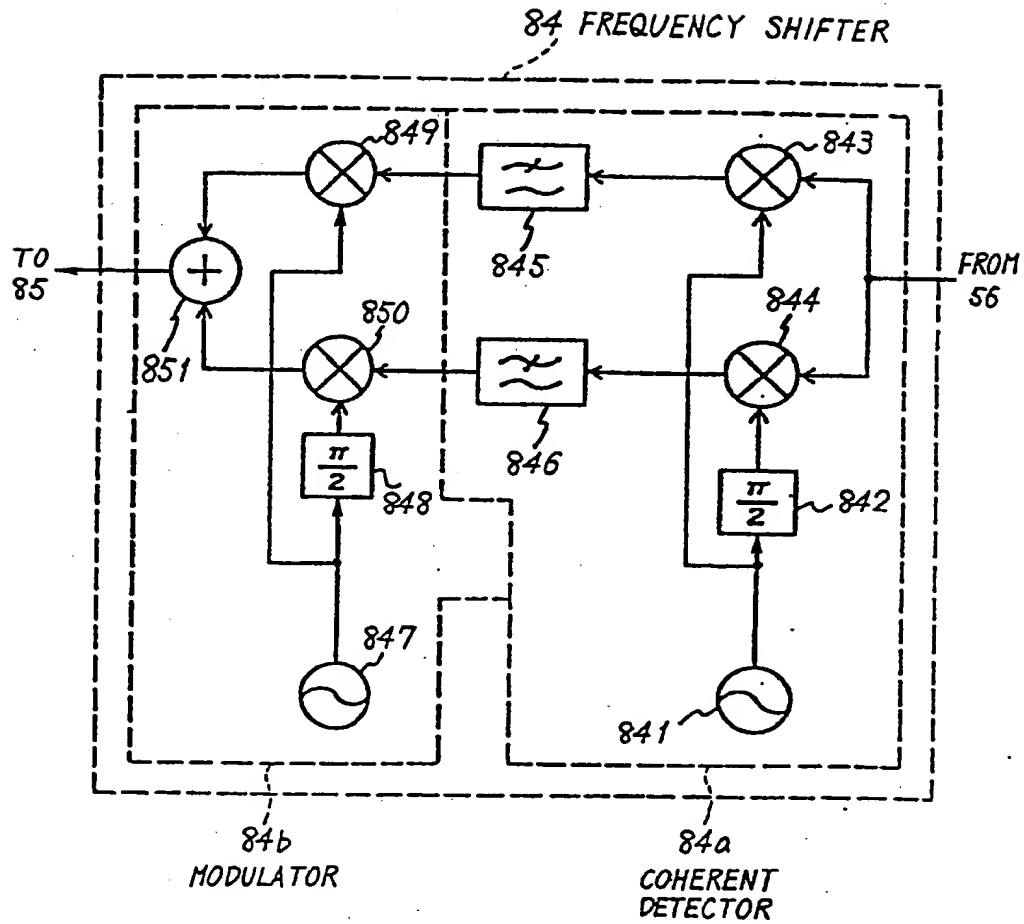 84 FREQUENCY SHIFTER
849
843
845
TO
85
FROM
56
851
850
844
846
π/2
848
π/2
842
847
841
84b
MODULATOR
84a
COHERENT
DETECTOR